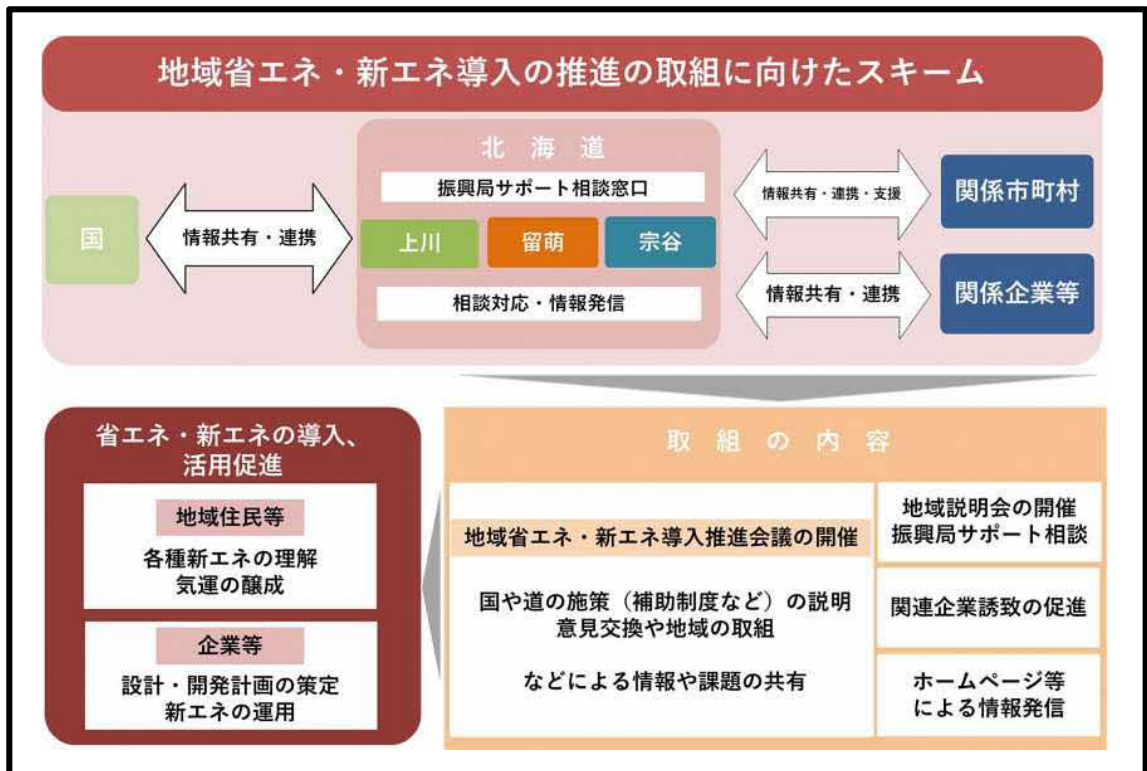 地域省エネ・新エネ導入の推進の取組に向けたスキーム
国
情報共有・連携
北海道
振興局サポート相談窓口
上川
留萌
宗谷
相談対応・情報発信
情報共有・連携・支援
関係市町村
情報共有・連携
関係企業等
省エネ・新エネの導入、
活用促進
地域住民等
各種新エネの理解
気運の醸成
企業等
設計・開発計画の策定
新エネの運用
取組の内容
地域省エネ・新エネ導入推進会議の開催
国や道の施策（補助制度など）の説明
意見交換や地域の取組
などによる情報や課題の共有
地域説明会の開催
振興局サポート相談
関連企業誘致の促進
ホームページ等
による情報発信